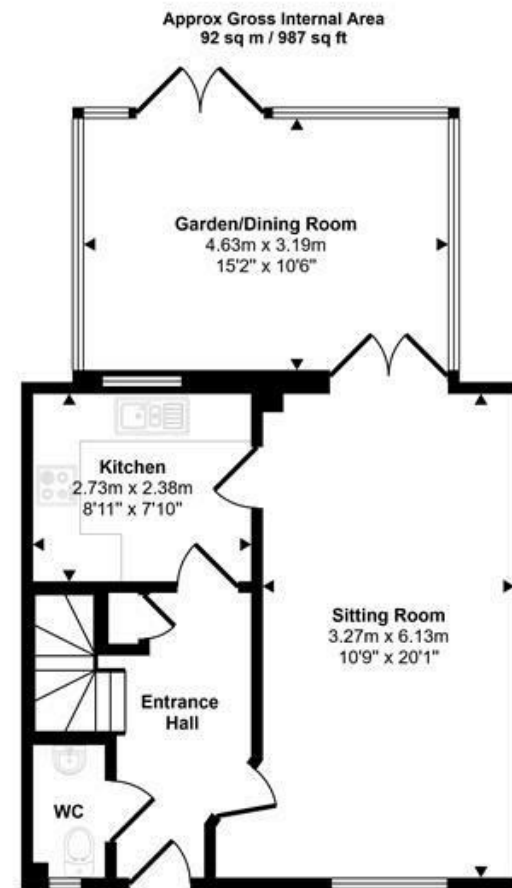 Approx Gross Internal Area
92 sq m / 987 sq ft
Garden/Dining Room
4.63m x 3.19m
15'2" x 10'6"
Kitchen
2.73m x 2.38m
8'11" x 7'10"
Sitting Room
3.27m x 6.13m
10'9" x 20'1"
Entrance
Hall
WC